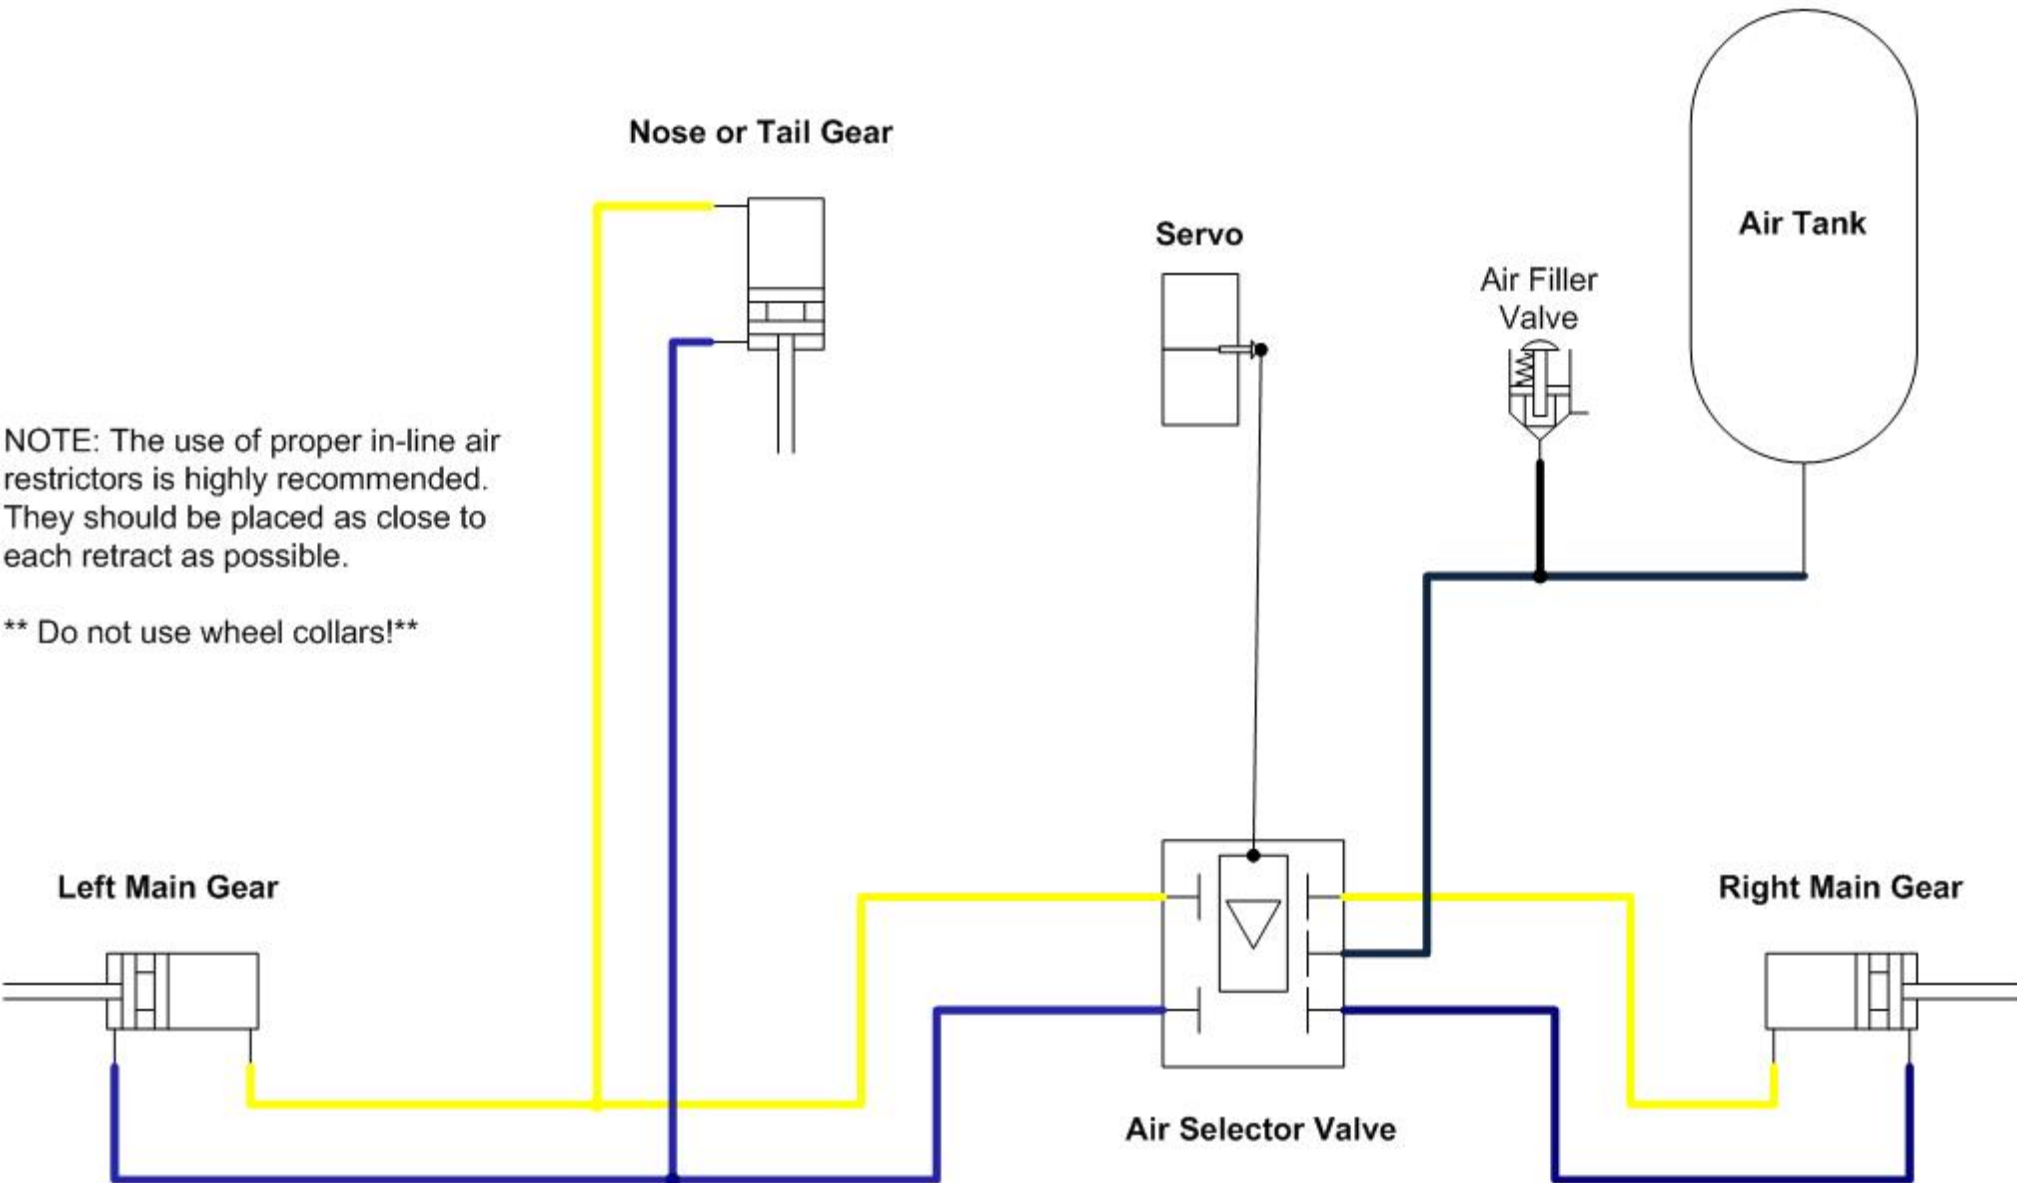 Nose or Tail Gear
Servo
Air Tank
Air Filler
Valve
NOTE: The use of proper in-line air
restrictors is highly recommended.
They should be placed as close to
each retract as possible.
** Do not use wheel collars!**
Left Main Gear
Right Main Gear
Air Selector Valve